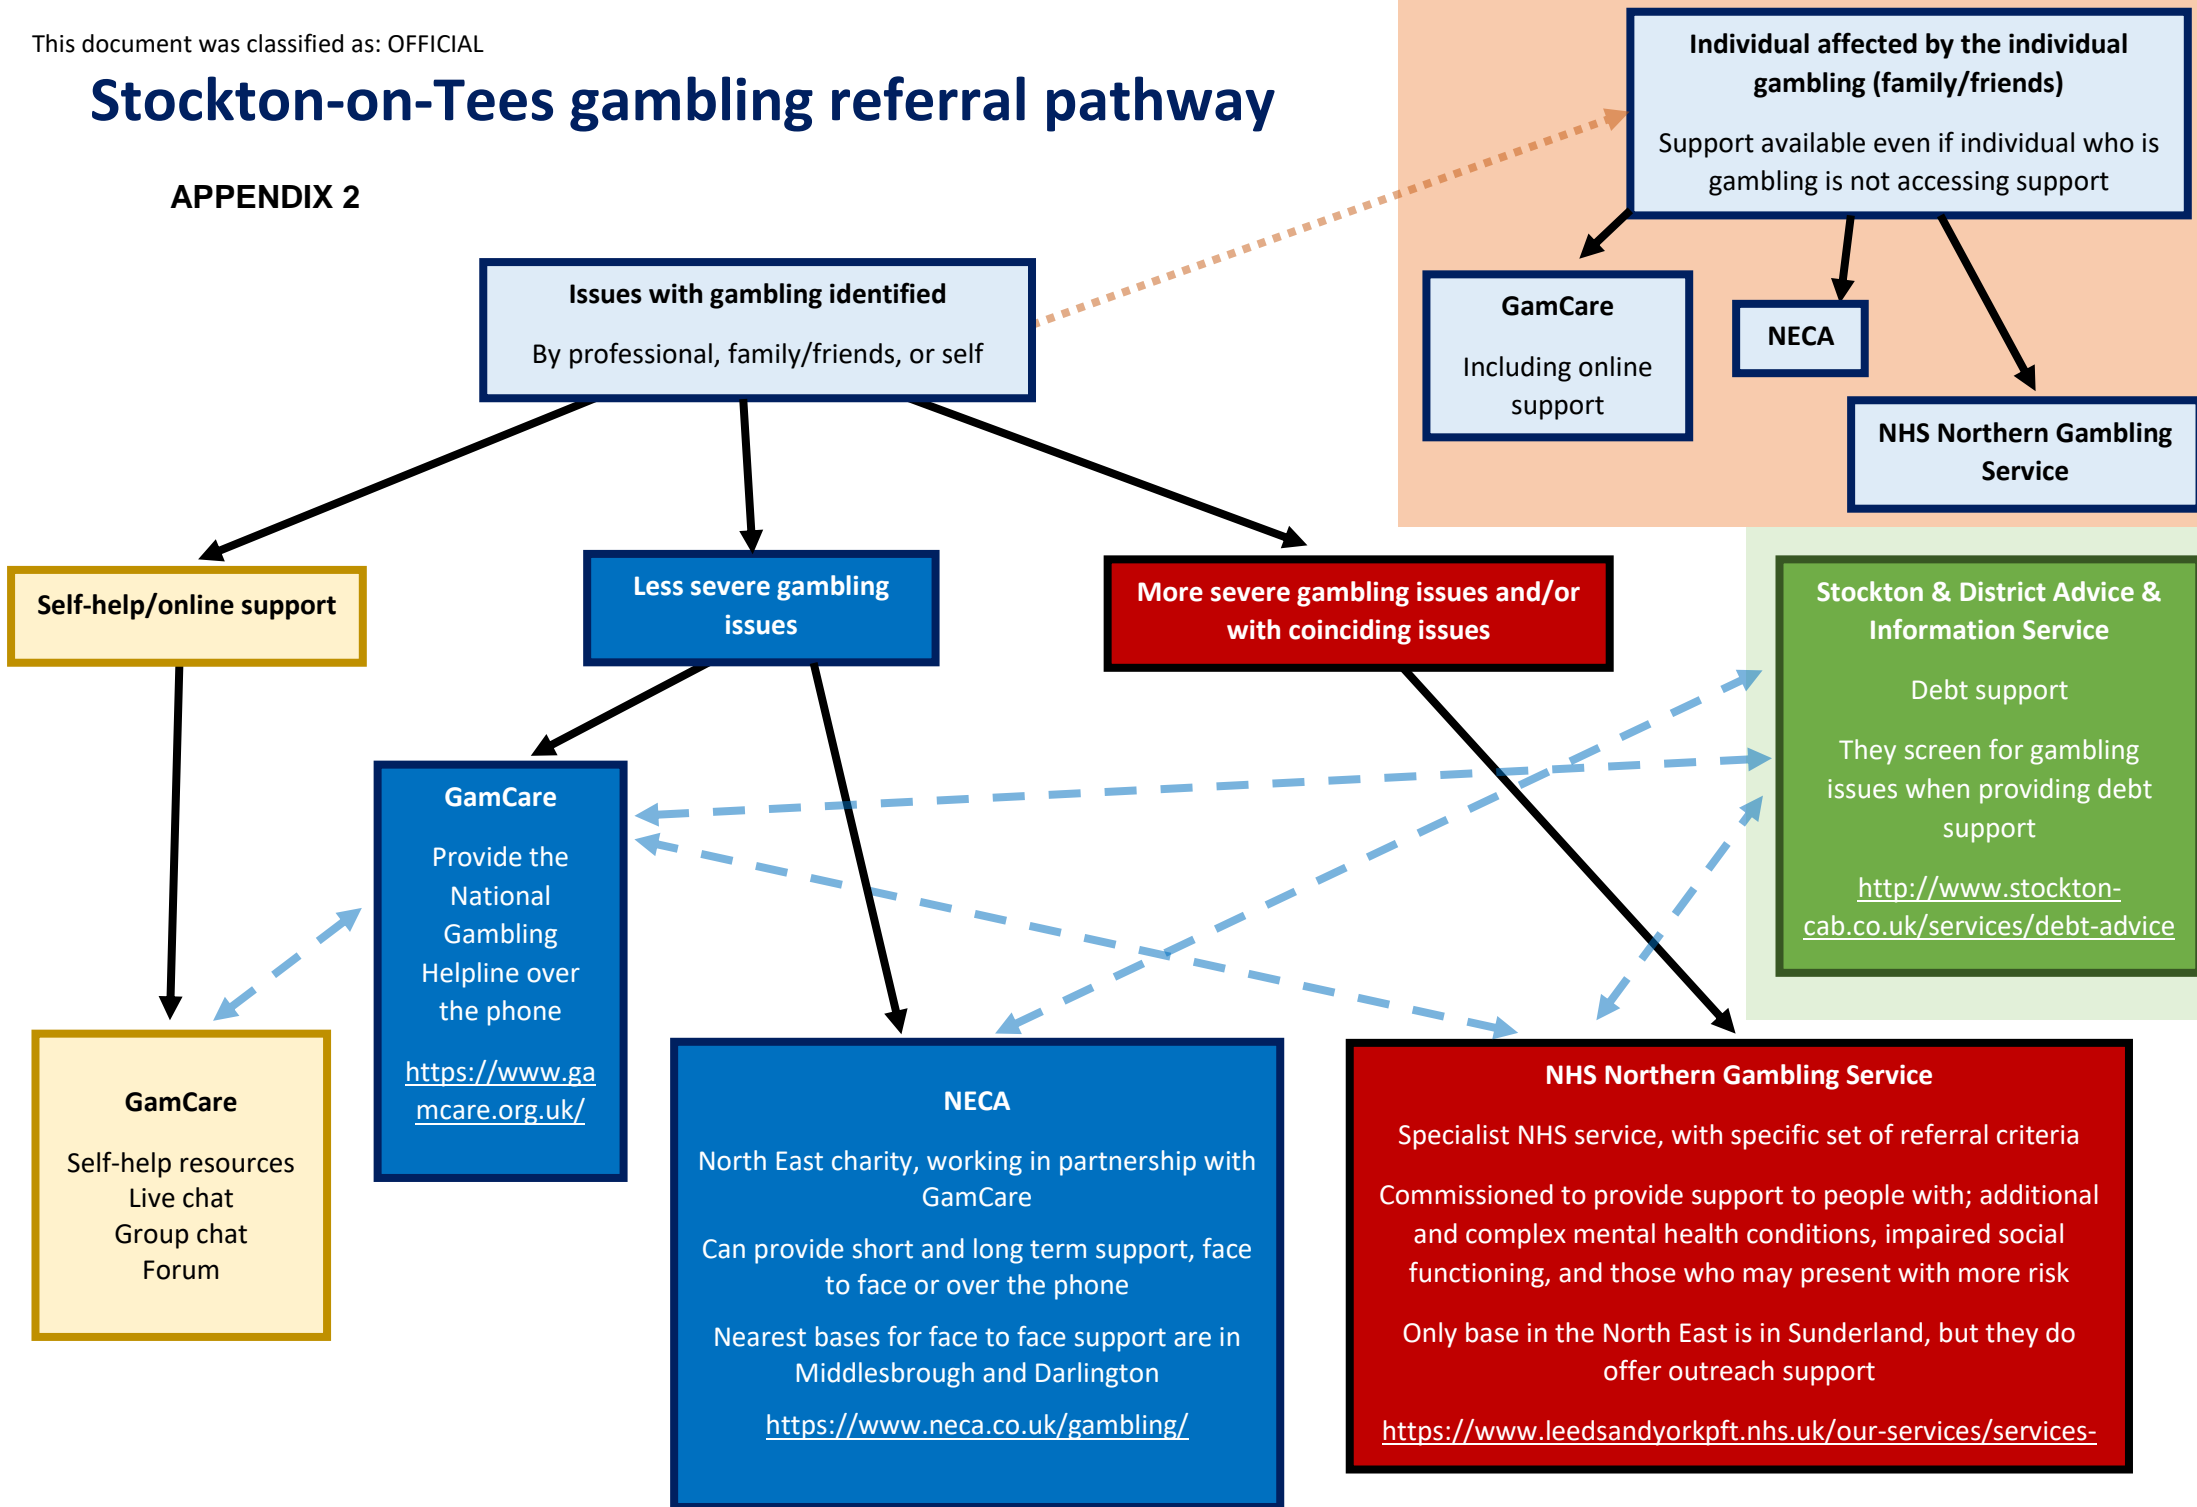 This document was classified as: OFFICIAL
Stockton-on-Tees gambling referral pathway
APPENDIX 2
Individual affected by the individual
gambling (family/friends)
Support available even if individual who is
gambling is not accessing support
GamCare
Including online
support
NECA
NHS Northern Gambling
Service
Issues with gambling identified
By professional, family/friends, or self
Self-help/online support
Less severe gambling
issues
More severe gambling issues and/or
with coinciding issues
Stockton & District Advice &
Information Service
Debt support
They screen for gambling
issues when providing debt
support
http://www.stockton-
cab.co.uk/services/debt-advice
GamCare
Self-help resources
Live chat
Group chat
Forum
GamCare
Provide the
National
Gambling
Helpline over
the phone
https://www.ga
mcare.org.uk/
NECA
North East charity, working in partnership with
GamCare
Can provide short and long term support, face
to face or over the phone
Nearest bases for face to face support are in
Middlesbrough and Darlington
https://www.neca.co.uk/gambling/
NHS Northern Gambling Service
Specialist NHS service, with specific set of referral criteria
Commissioned to provide support to people with; additional
and complex mental health conditions, impaired social
functioning, and those who may present with more risk
Only base in the North East is in Sunderland, but they do
offer outreach support
https://www.leedsandyorkpft.nhs.uk/our-services/services-